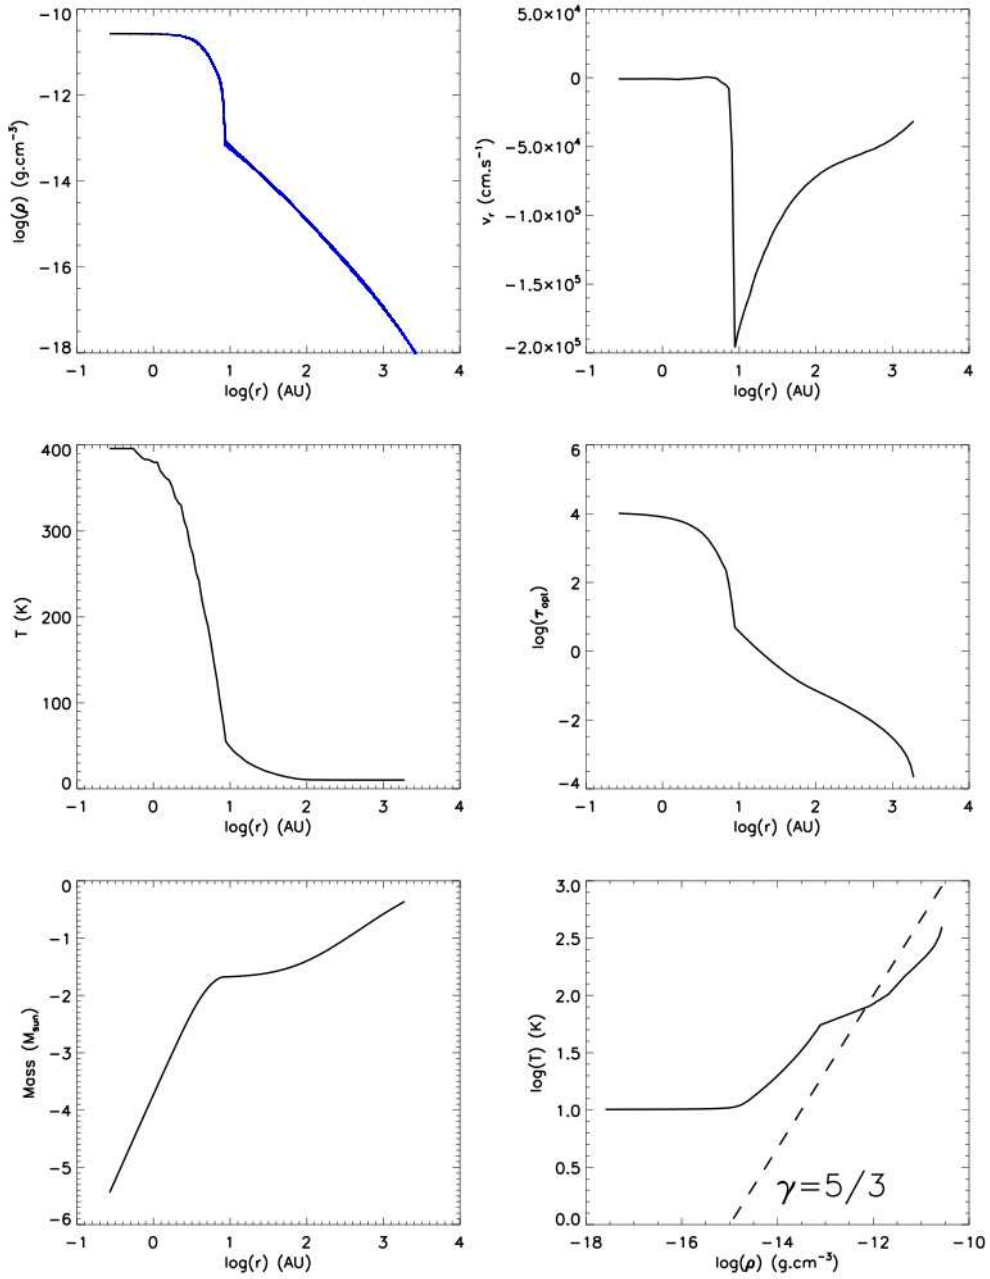 -10
-12
-14
-16
-18
log(ρ) (g.cm⁻³)
-1 0 1 2 3 4
log(r) (AU)
5.0×10⁴
0
-5.0×10⁴
-1.0×10⁵
-1.5×10⁵
-2.0×10⁵
vᵣ (cm.s⁻¹)
-1 0 1 2 3 4
log(r) (AU)
400
300
200
100
0
T (K)
-1 0 1 2 3 4
log(r) (AU)
6
4
2
0
-2
-4
log(τopt)
-1 0 1 2 3 4
log(r) (AU)
0
-1
-2
-3
-4
-5
-6
Mass (Msun)
-1 0 1 2 3 4
log(r) (AU)
3.0
2.5
2.0
1.5
1.0
0.5
0.0
log(T) (K)
γ=5/3
-18 -16 -14 -12 -10
log(ρ) (g.cm⁻³)